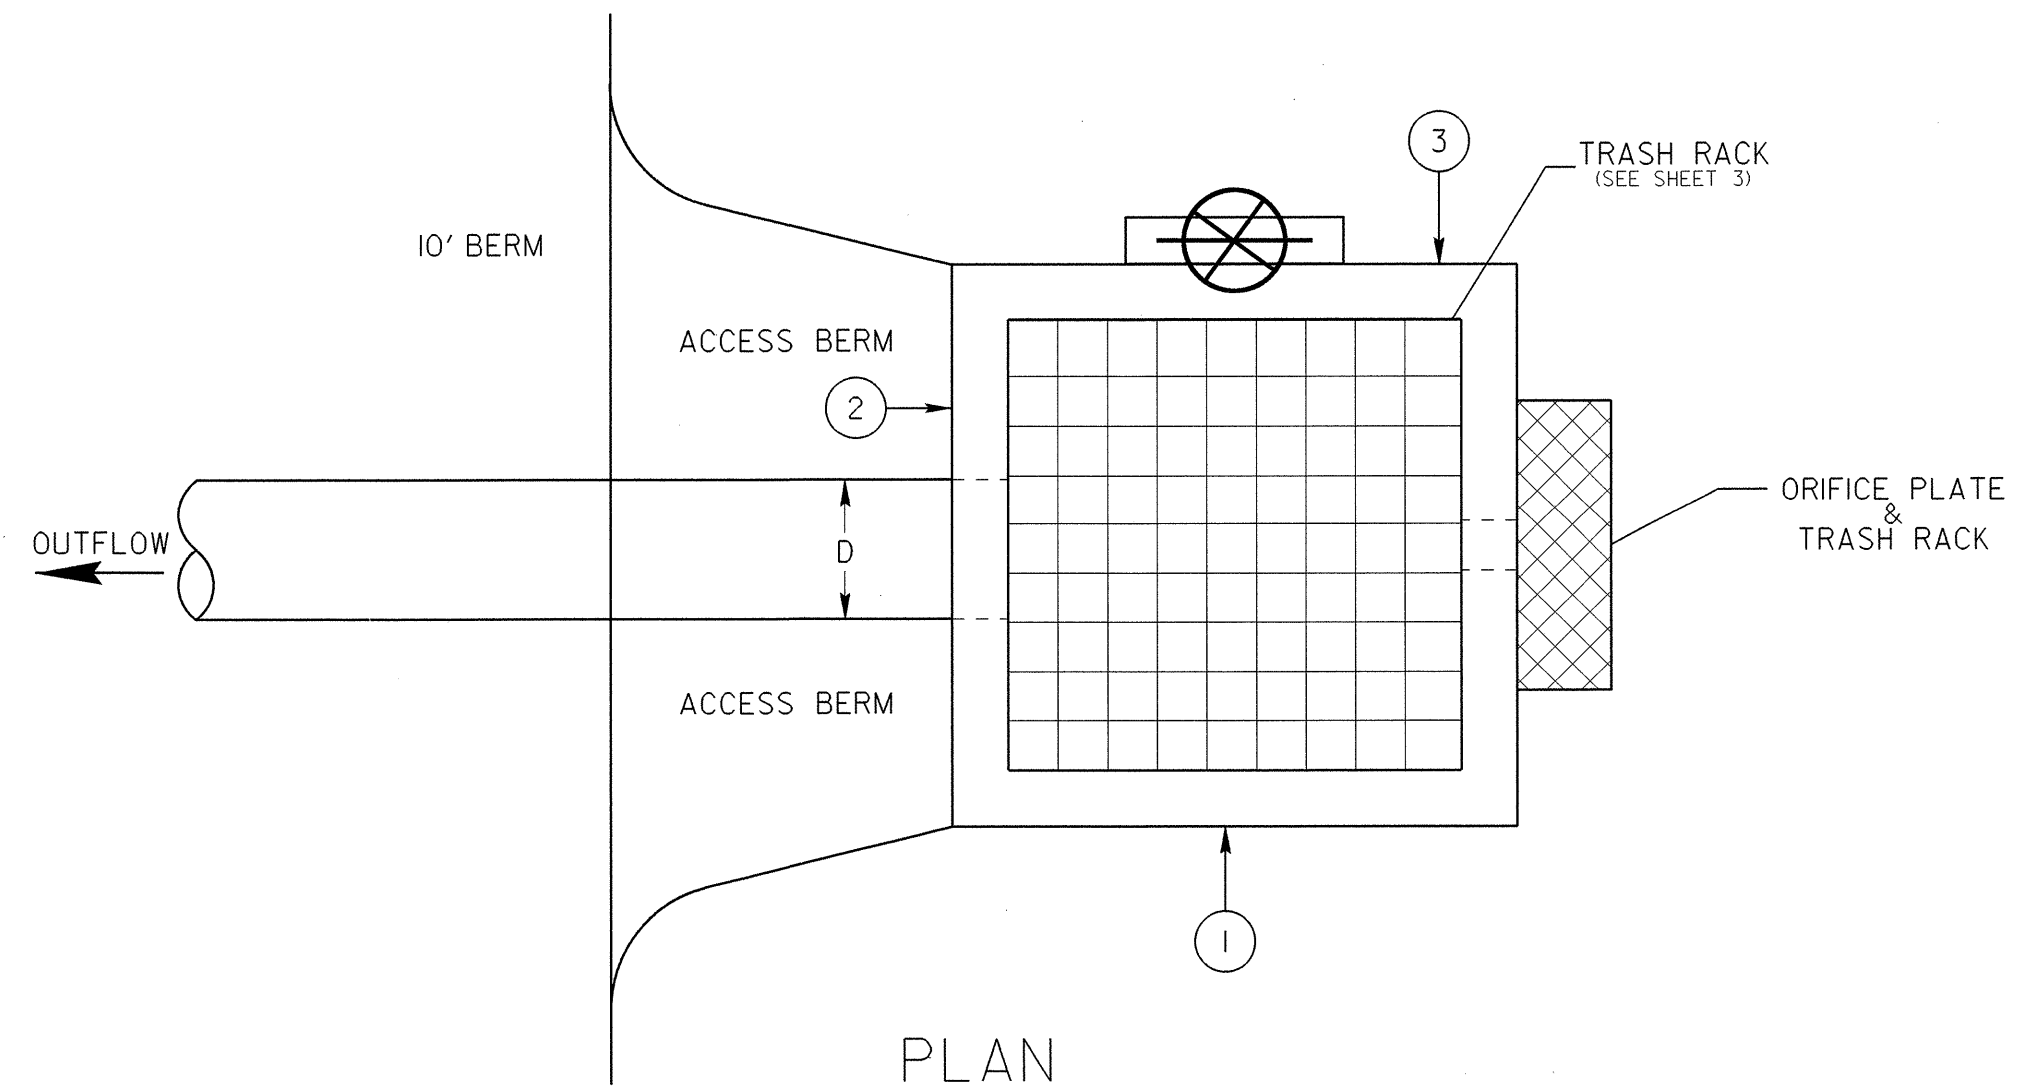 3
TRASH RACK
(SEE SHEET 3)
10' BERM
ACCESS BERM
2
ORIFICE PLATE
&
TRASH RACK
OUTFLOW
D
ACCESS BERM
1
PLAN